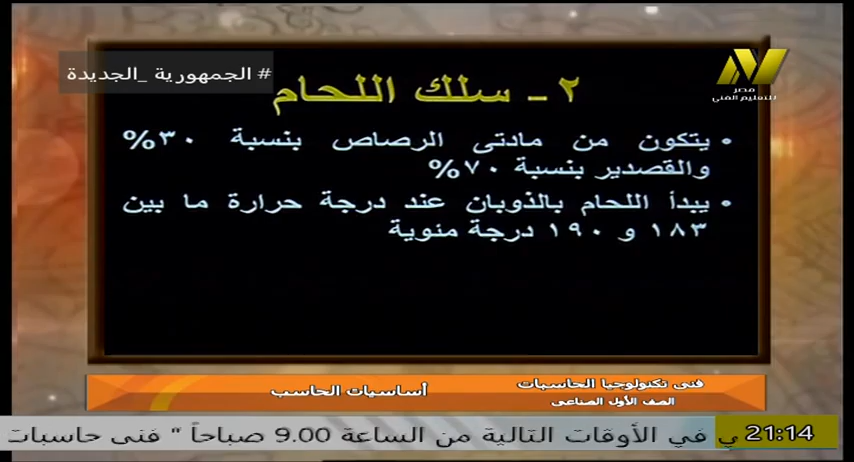 # الجمهورية _الجديدة
مصر
للتعليم الفنى
٢ - سلك اللحام
• يتكون من مادتى الرصاص بنسبة ٣٠%
والقصدير بنسبة ٧٠%
• يبدأ اللحام بالذوبان عند درجة حرارة ما بين
١٨٣ و ١٩٠ درجة منوية
فنى تكنولوجيا الحاسبات
الصف الأول الصناعى
أساسيات الحاسب
ي في الأوقات التالية من الساعة 9.00 صباحاً " فنى حاسبات
21:14